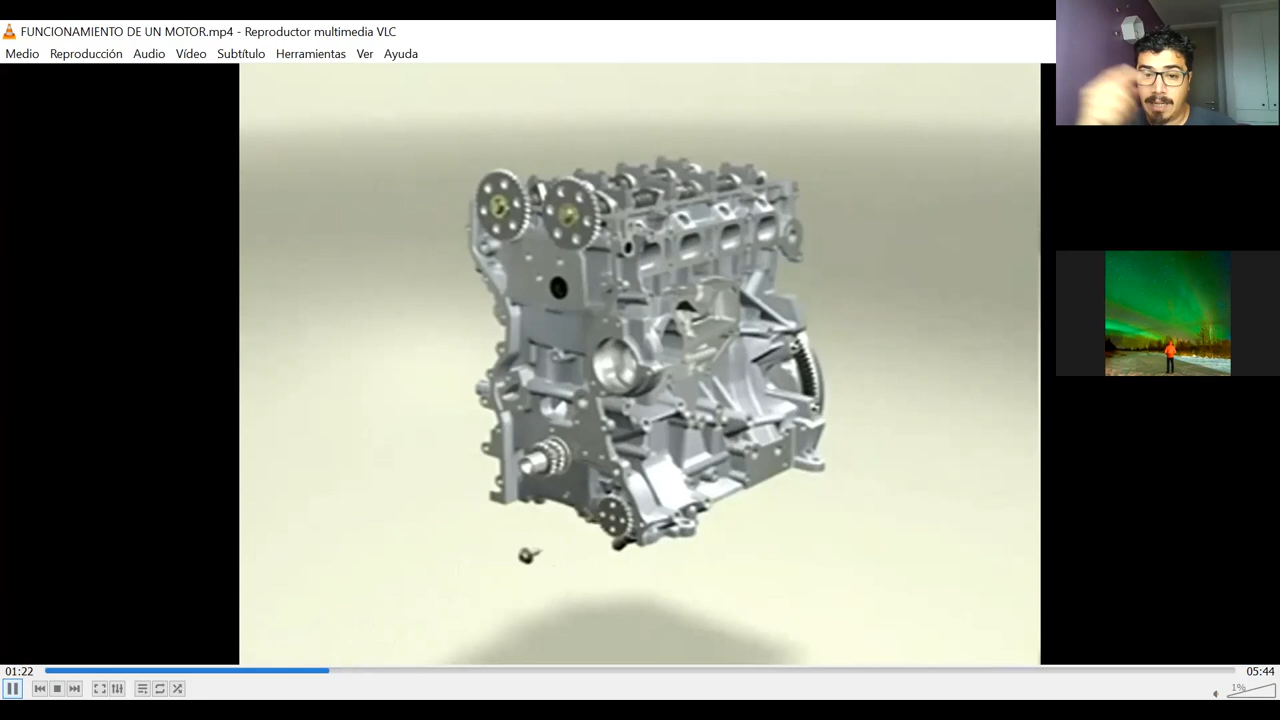 FUNCIONAMIENTO DE UN MOTOR.mp4 - Reproductor multimedia VLC
Medio Reproducción Audio Vídeo Subtítulo Herramientas Ver Ayuda
01:22
05:44
1%